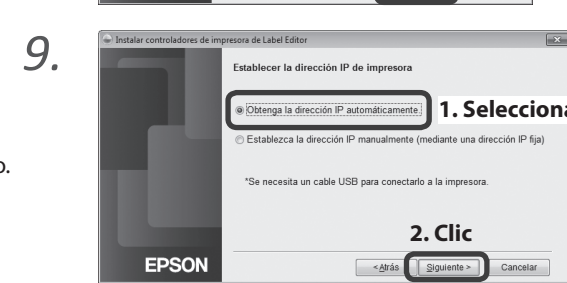 9.
Instalar controladores de impresora de Label Editor
Establecer la dirección IP de impresora
Obtenga la dirección IP automáticamente.
1. Selecciona
Establezca la dirección IP manualmente (mediante una dirección IP fija)
o.
*Se necesita un cable USB para conectarlo a la impresora.
2. Clic
EPSON
< Atrás
Siguiente >
Cancelar